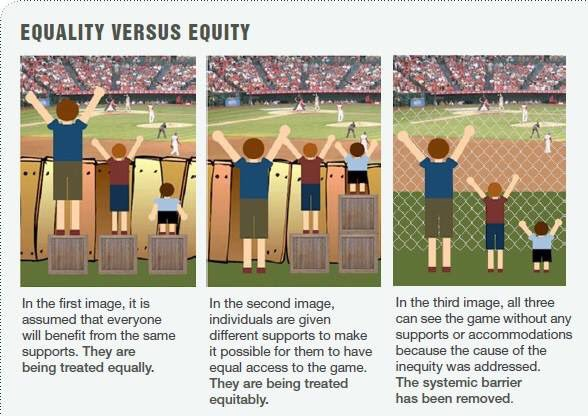 EQUALITY VERSUS EQUITY
In the first image, it is
assumed that everyone
will benefit from the same
supports. They are
being treated equally.
In the second image,
individuals are given
different supports to make
it possible for them to have
equal access to the game.
They are being treated
equitably.
In the third image, all three
can see the game without any
supports or accommodations
because the cause of the
inequity was addressed.
The systemic barrier
has been removed.